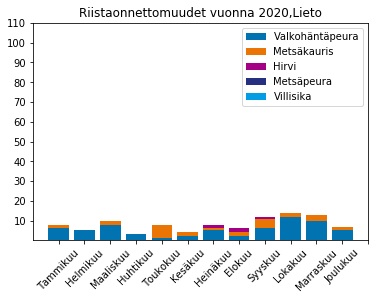 Riistaonnettomuudet vuonna 2020,Lieto
110
100
90
80
70
60
50
40
30
20
10
Valkohäntäpeura
Metsäkauris
Hirvi
Metsäpeura
Villisika
Tammikuu
Helmikuu
Maaliskuu
Huhtikuu
Toukokuu
Kesäkuu
Heinäkuu
Elokuu
Syyskuu
Lokakuu
Marraskuu
Joulukuu